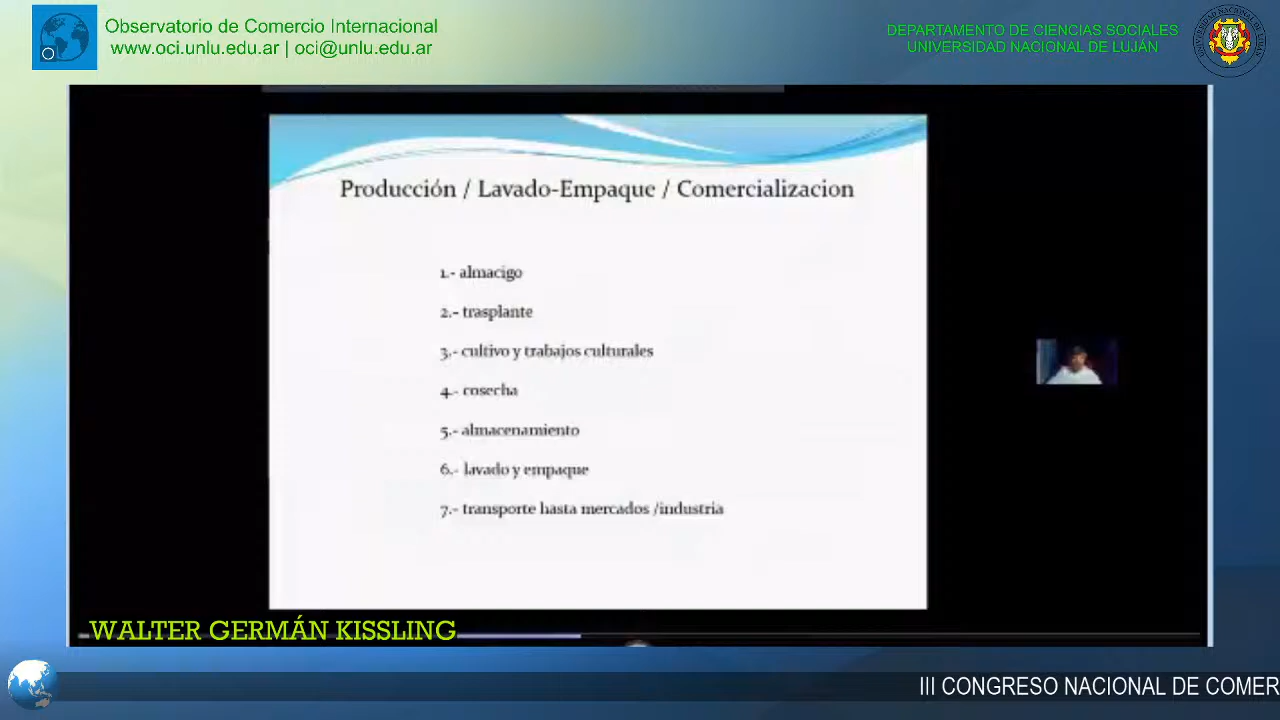 Observatorio de Comercio Internacional
www.oci.unlu.edu.ar | oci@unlu.edu.ar
DEPARTAMENTO DE CIENCIAS SOCIALES
UNIVERSIDAD NACIONAL DE LUJÁN
Producción / Lavado-Empaque / Comercializacion
1.- almacigo
2.- trasplante
3.- cultivo y trabajos culturales
4.- cosecha
5.- almacenamiento
6.- lavado y empaque
7.- transporte hasta mercados /industria
WALTER GERMÁN KISSLING
III CONGRESO NACIONAL DE COMER